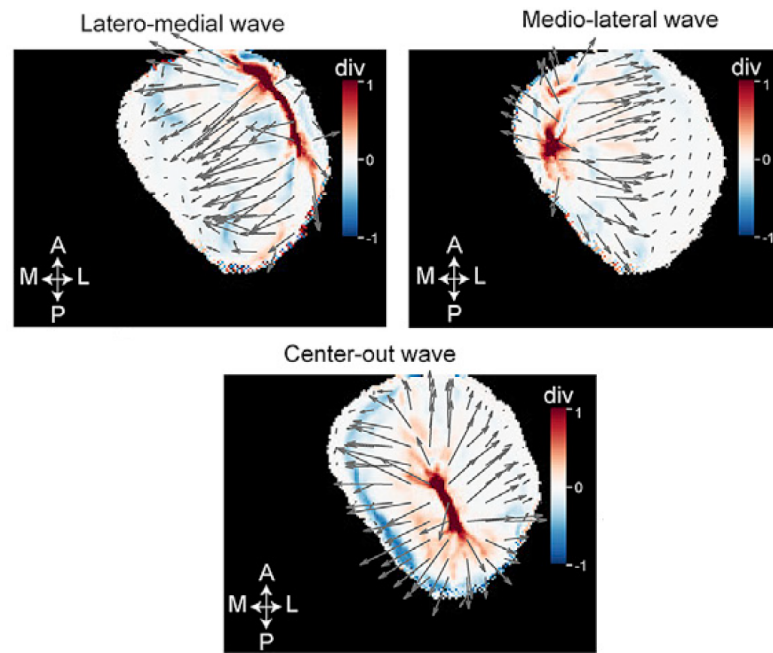 Latero-medial wave
div
1
0
-1
A
M L
P
Medio-lateral wave
div
1
0
-1
A
M L
P
Center-out wave
div
1
0
-1
A
M L
P